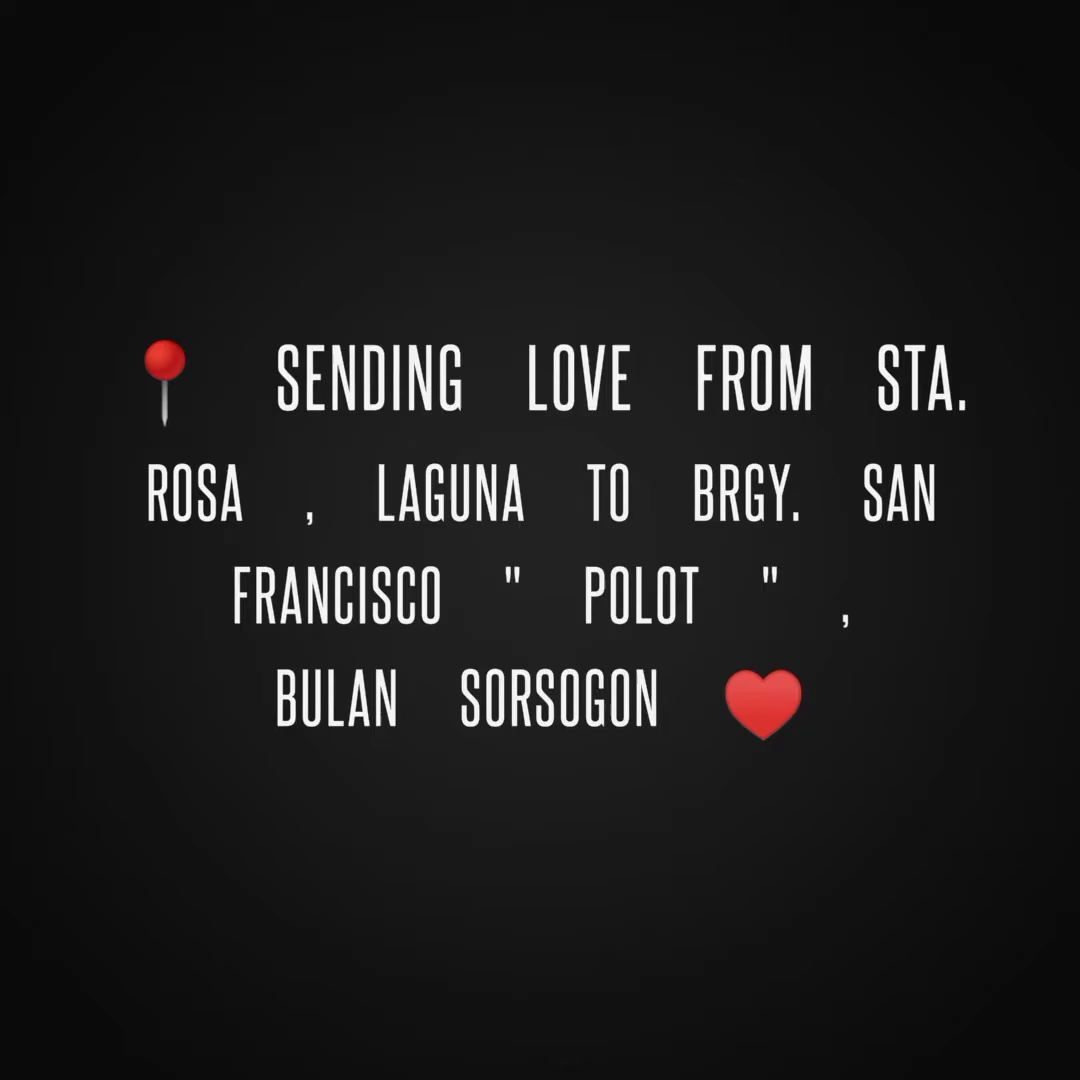 📍 SENDING LOVE FROM STA.
ROSA , LAGUNA TO BRGY. SAN
FRANCISCO " POLOT " ,
BULAN SORSOGON ❤️